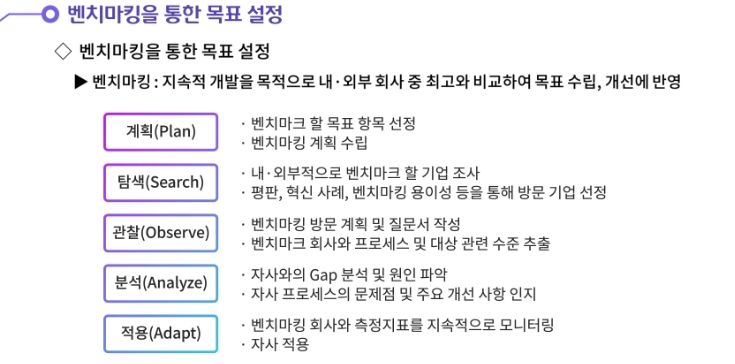 벤치마킹을 통한 목표 설정
◇ 벤치마킹을 통한 목표 설정
▶ 벤치마킹 : 지속적 개발을 목적으로 내·외부 회사 중 최고와 비교하여 목표 수립, 개선에 반영
계획(Plan)
· 벤치마크 할 목표 항목 선정
· 벤치마킹 계획 수립
탐색(Search)
· 내·외부적으로 벤치마크 할 기업 조사
· 평판, 혁신 사례, 벤치마킹 용이성 등을 통해 방문 기업 선정
관찰(Observe)
· 벤치마킹 방문 계획 및 질문서 작성
· 벤치마크 회사와 프로세스 및 대상 관련 수준 추출
분석(Analyze)
· 자사와의 Gap 분석 및 원인 파악
· 자사 프로세스의 문제점 및 주요 개선 사항 인지
적용(Adapt)
· 벤치마킹 회사와 측정지표를 지속적으로 모니터링
· 자사 적용